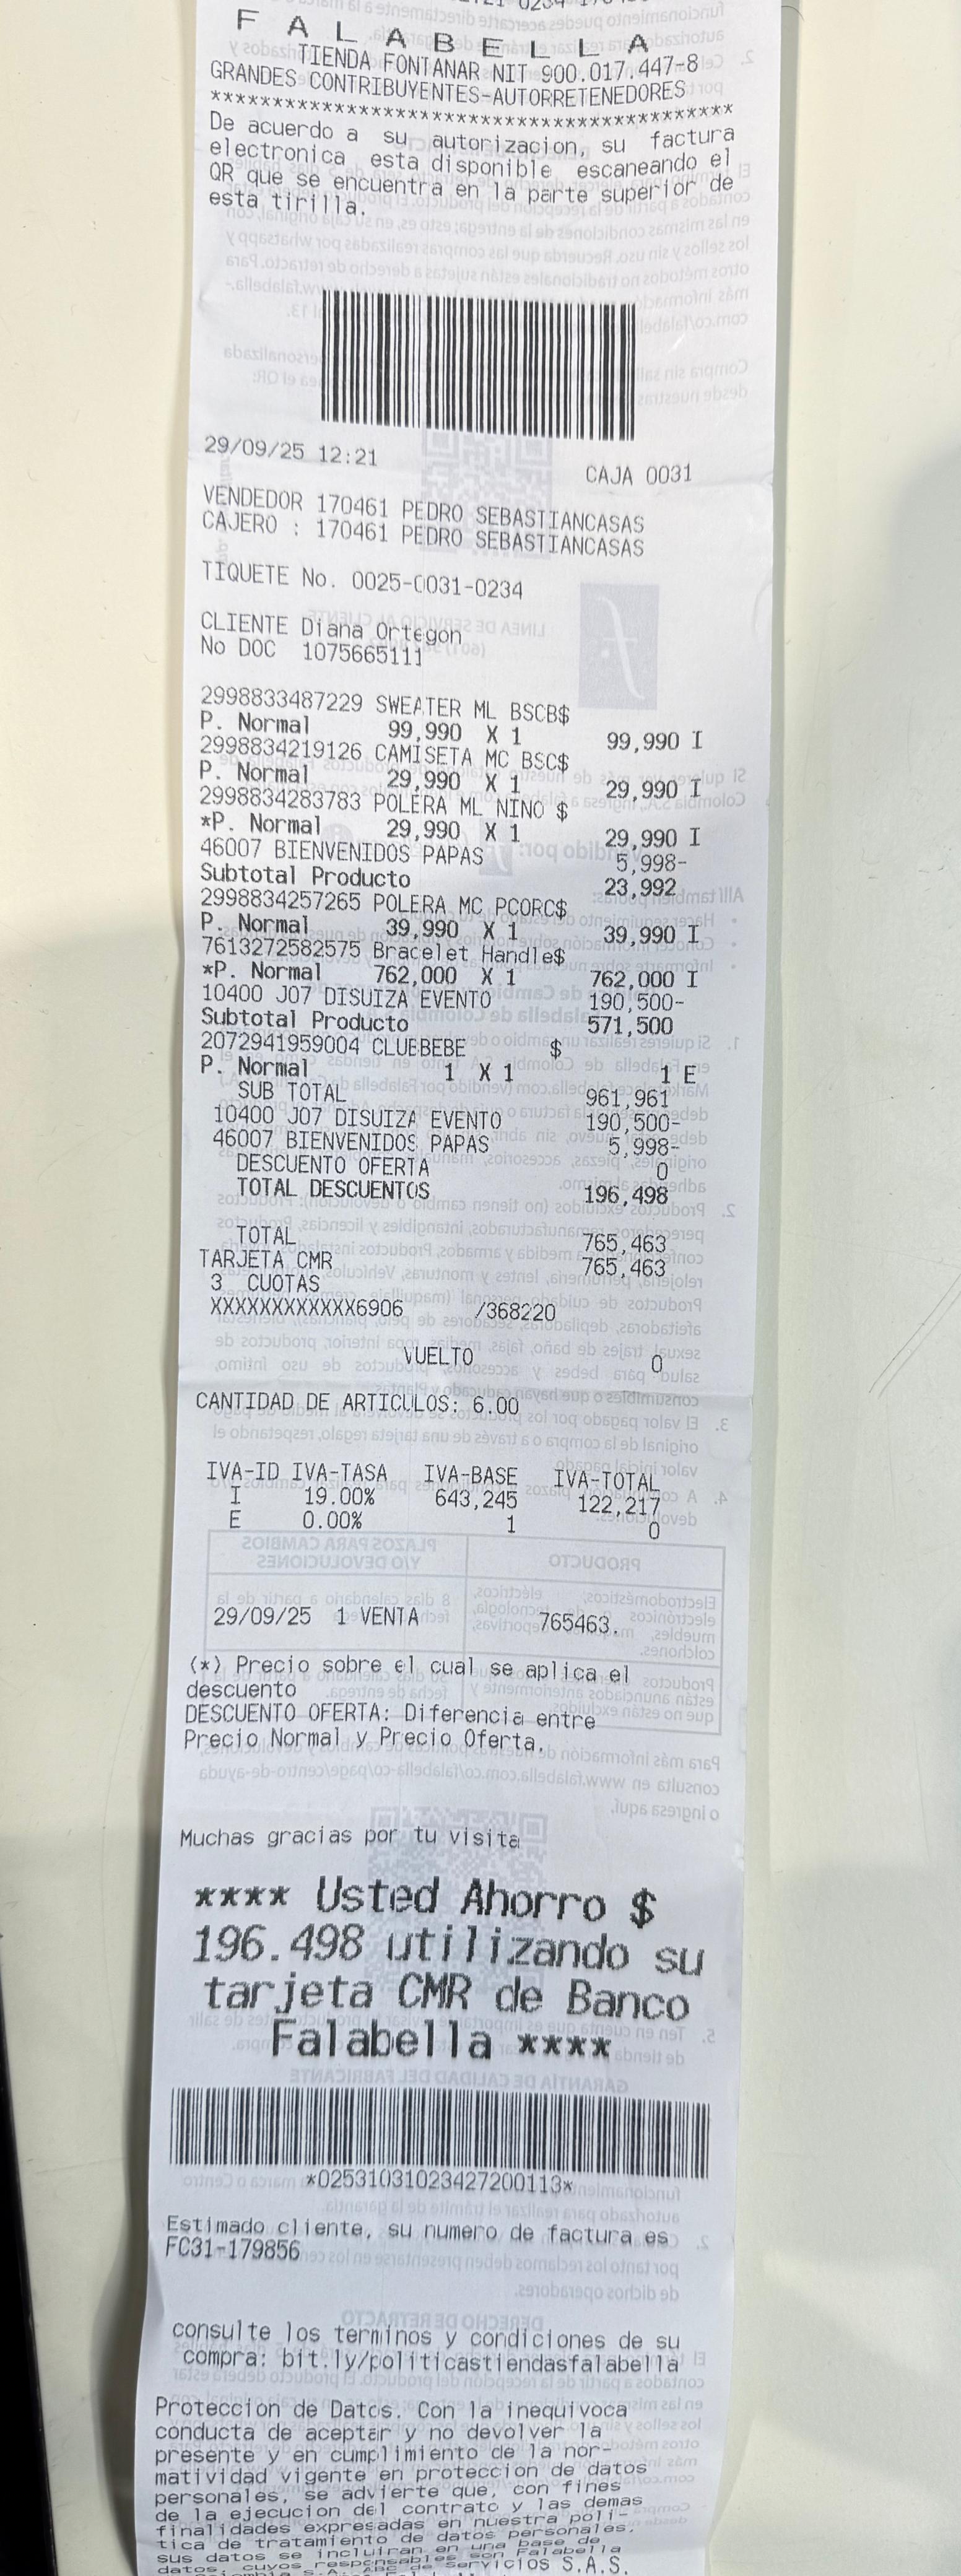 F A L A B E L L A
TIENDA FONTANAR NIT 900.017.447-8
GRANDES CONTRIBUYENTES-AUTORRETENEDORES
******************************************
De acuerdo a su autorizacion, su factura
electronica esta disponible escaneando el
QR que se encuentra en la parte superior de
esta tirilla.
29/09/25 12:21 CAJA 0031
VENDEDOR 170461 PEDRO SEBASTIANCASAS
CAJERO : 170461 PEDRO SEBASTIANCASAS
TIQUETE No. 0025-0031-0234
CLIENTE Diana Ortegon
No DOC 1075665111
2998833487229 SWEATER ML BSCB$
P. Normal 99,990 X 1 99,990 I
2998834219126 CAMISETA MC BSC$
P. Normal 29,990 X 1 29,990 I
2998834283783 POLERA ML NINO $
*P. Normal 29,990 X 1 29,990 I
46007 BIENVENIDOS PAPAS 5,998-
Subtotal Producto 23,992
2998834257265 POLERA MC PCORC$
P. Normal 39,990 X 1 39,990 I
7613272582575 Bracelet Handle$
*P. Normal 762,000 X 1 762,000 I
10400 J07 DISUIZA EVENTO 190,500-
Subtotal Producto 571,500
2072941959004 CLUBBEBE $
P. Normal 1 X 1 1 E
SUB TOTAL 961,961
10400 J07 DISUIZA EVENTO 190,500-
46007 BIENVENIDOS PAPAS 5,998-
DESCUENTO OFERTA 0
TOTAL DESCUENTOS 196,498
TOTAL 765,463
TARJETA CMR 765,463
3 CUOTAS
XXXXXXXXXXXX6906 /368220
VUELTO 0
CANTIDAD DE ARTICULOS: 6.00
IVA-ID IVA-TASA IVA-BASE IVA-TOTAL
I 19.00% 643,245 122,217
E 0.00% 1 0
29/09/25 1 VENTA 765463.
(*) Precio sobre el cual se aplica el
descuento
DESCUENTO OFERTA: Diferencia entre
Precio Normal y Precio Oferta.
Muchas gracias por tu visita
**** Usted Ahorro $
196.498 utilizando su
tarjeta CMR de Banco
Falabella ****
*02531031023427200113*
Estimado cliente, su numero de factura es
FC31-179856
consulte los terminos y condiciones de su
compra: bit.ly/politicastiendasfalabella
Proteccion de Datos. Con la inequivoca
conducta de aceptar y no devolver la
presente y en cumplimiento de la nor-
matividad vigente en proteccion de datos
personales, se advierte que, con fines
de la ejecucion del contrato y las demas
finalidades expresadas en nuestra poli-
tica de tratamiento de datos personales,
sus datos se incluiran en una base de
datos, cuyos responsables son Falabella
servicios S.A.S.